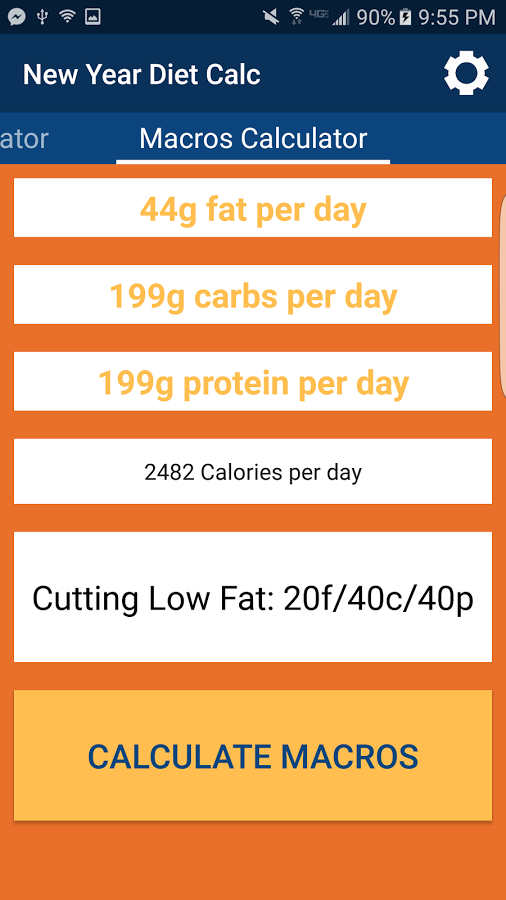 90% 9:55 PM
New Year Diet Calc
ator
Macros Calculator
44g fat per day
199g carbs per day
199g protein per day
2482 Calories per day
Cutting Low Fat: 20f/40c/40p
CALCULATE MACROS